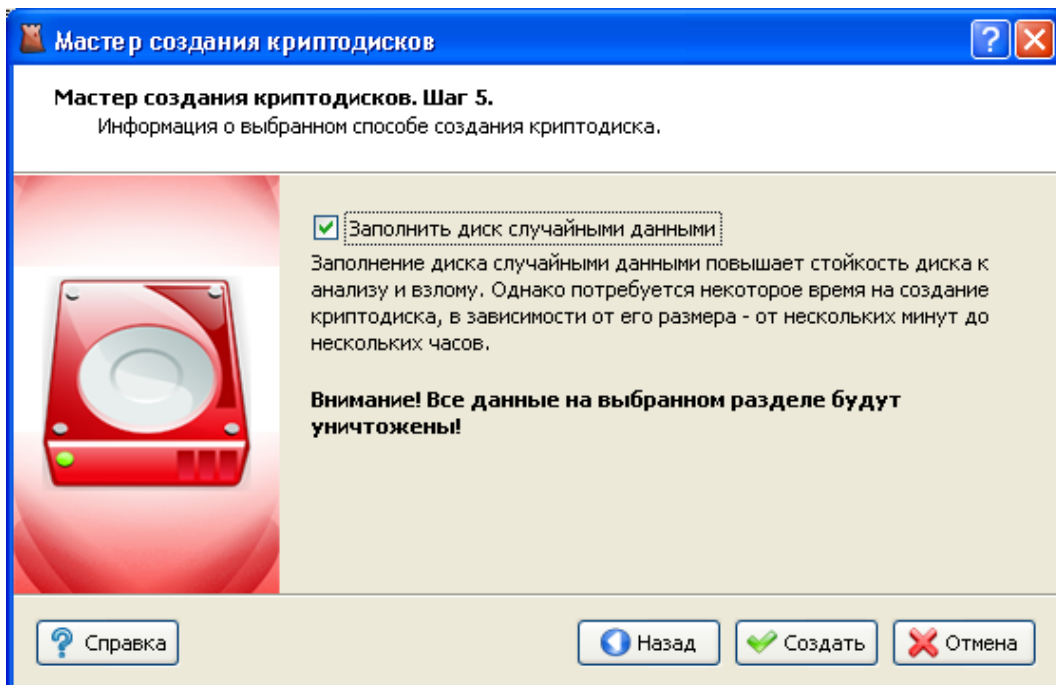 Мастер создания криптодисков
Мастер создания криптодисков. Шаг 5.
Информация о выбранном способе создания криптодиска.
Заполнить диск случайными данными
Заполнение диска случайными данными повышает стойкость диска к
анализу и взлому. Однако потребуется некоторое время на создание
криптодиска, в зависимости от его размера - от нескольких минут до
нескольких часов.
Внимание! Все данные на выбранном разделе будут
уничтожены!
Справка
Назад
Создать
Отмена